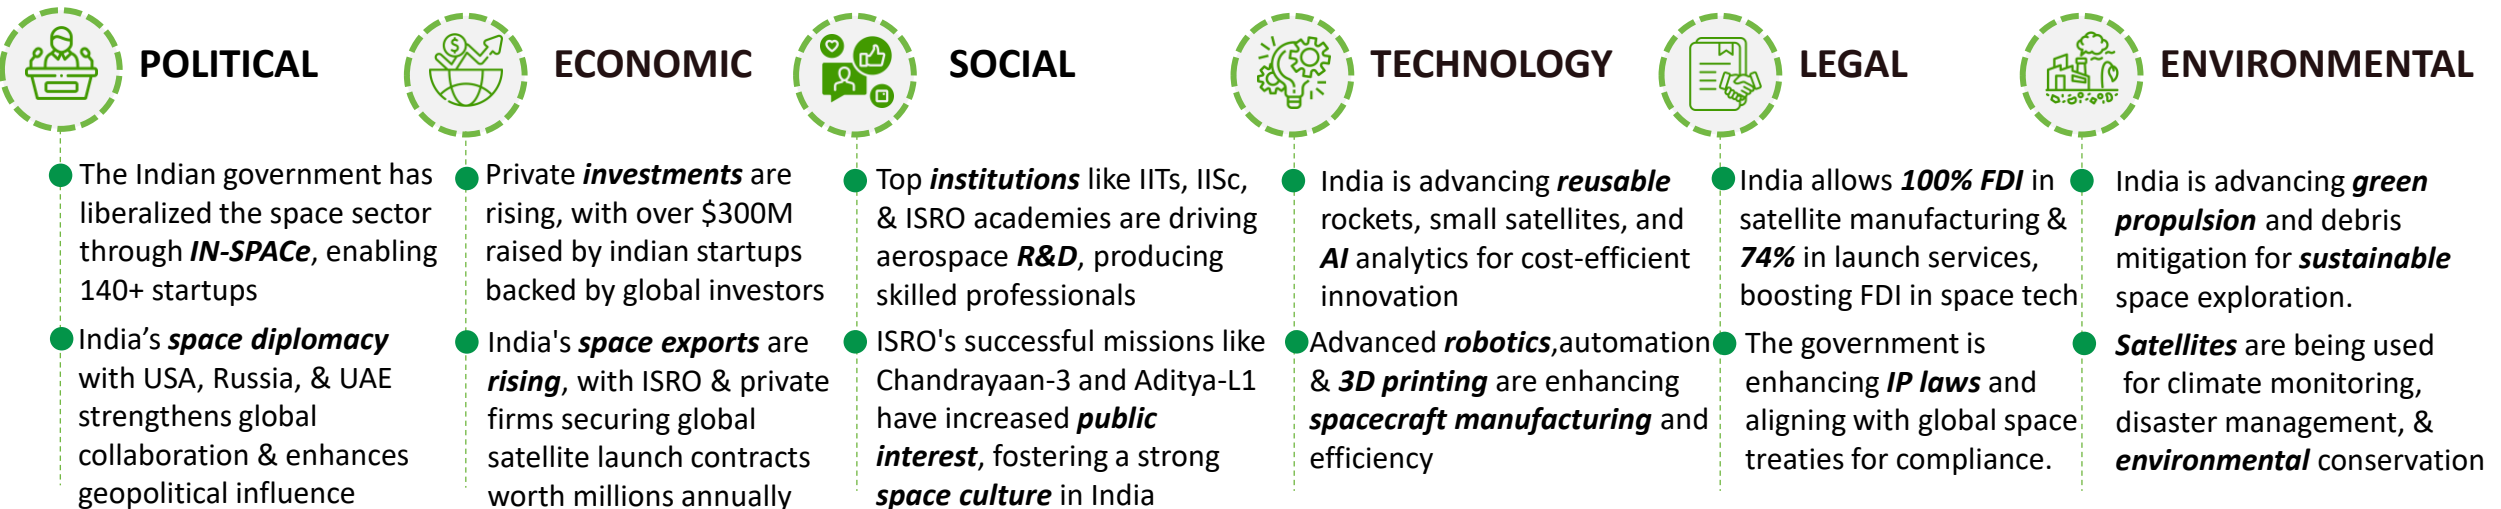 POLITICAL
The Indian government has
liberalized the space sector
through IN-SPACe, enabling
140+ startups
India’s space diplomacy
with USA, Russia, & UAE
strengthens global
collaboration & enhances
geopolitical influence
ECONOMIC
Private investments are
rising, with over $300M
raised by indian startups
backed by global investors
India's space exports are
rising, with ISRO & private
firms securing global
satellite launch contracts
worth millions annually
SOCIAL
Top institutions like IITs, IISc,
& ISRO academies are driving
aerospace R&D, producing
skilled professionals
ISRO's successful missions like
Chandrayaan-3 and Aditya-L1
have increased public
interest, fostering a strong
space culture in India
TECHNOLOGY
India is advancing reusable
rockets, small satellites, and
AI analytics for cost-efficient
innovation
Advanced robotics,automation
& 3D printing are enhancing
spacecraft manufacturing and
efficiency
LEGAL
India allows 100% FDI in
satellite manufacturing &
74% in launch services,
boosting FDI in space tech
The government is
enhancing IP laws and
aligning with global space
treaties for compliance.
ENVIRONMENTAL
India is advancing green
propulsion and debris
mitigation for sustainable
space exploration.
Satellites are being used
for climate monitoring,
disaster management, &
environmental conservation